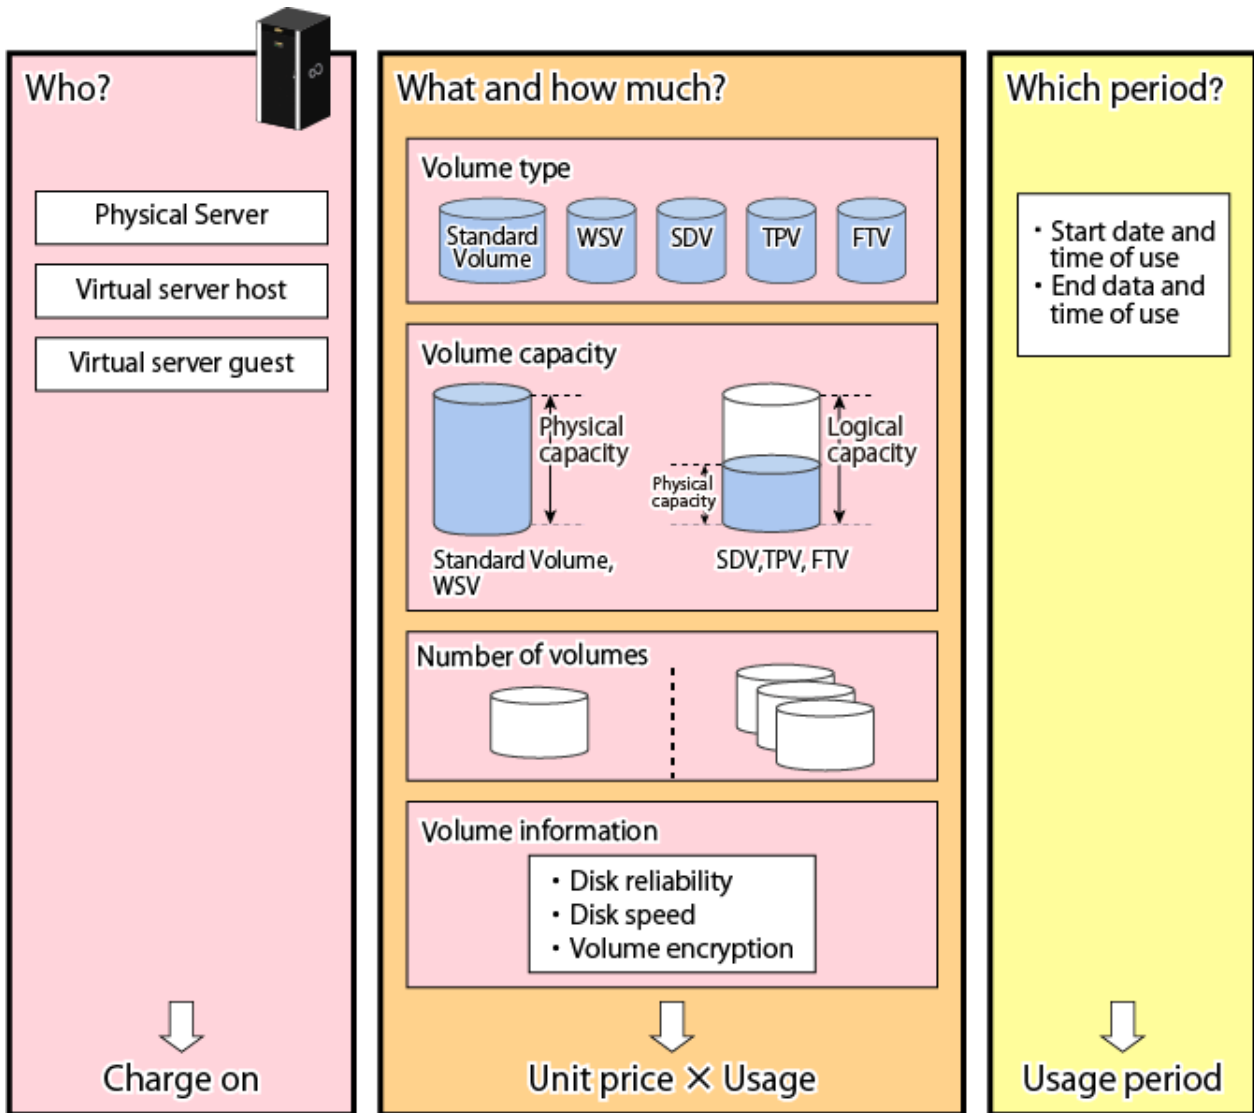 Who?
Physical Server
Virtual server host
Virtual server guest
Charge on
What and how much?
Volume type
Standard
Volume
WSV
SDV
TPV
FTV
Volume capacity
Physical
capacity
Standard Volume,
WSV
Logical
capacity
Physical
capacity
SDV,TPV, FTV
Number of volumes
Volume information
・Disk reliability
・Disk speed
・Volume encryption
Unit price × Usage
Which period?
・Start date and
time of use
・End data and
time of use
Usage period